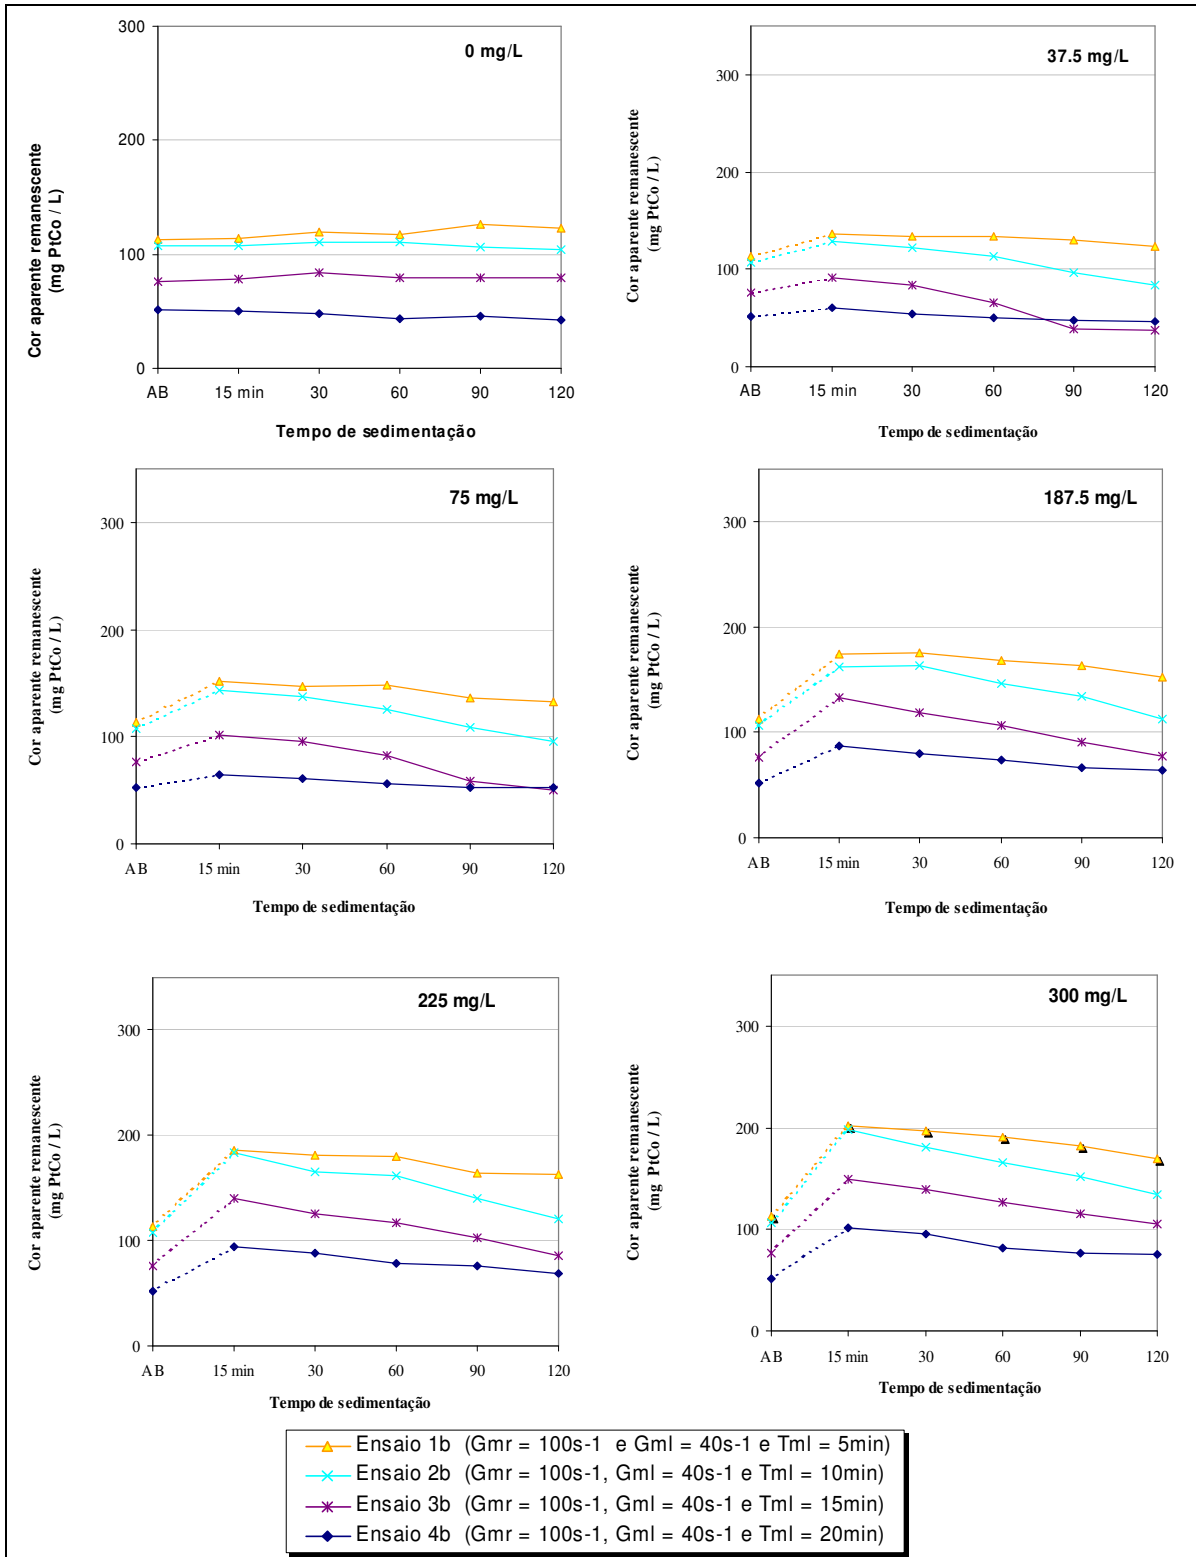 0 mg/L
Cor aparente remanescente
(mg PtCo / L)
300
200
100
0
AB 15 min 30 60 90 120
Tempo de sedimentação
37.5 mg/L
Cor aparente remanescente
(mg PtCo / L)
300
200
100
0
AB 15 min 30 60 90 120
Tempo de sedimentação
75 mg/L
Cor aparente remanescente
(mg PtCo / L)
300
200
100
0
AB 15 min 30 60 90 120
Tempo de sedimentação
187.5 mg/L
Cor aparente remanescente
(mg PtCo / L)
300
200
100
0
AB 15 min 30 60 90 120
Tempo de sedimentação
225 mg/L
Cor aparente remanescente
(mg PtCo / L)
300
200
100
0
AB 15 min 30 60 90 120
Tempo de sedimentação
300 mg/L
Cor aparente remanescente
(mg PtCo / L)
300
200
100
0
AB 15 min 30 60 90 120
Tempo de sedimentação
Ensaio 1b (Gmr = 100s-1 e Gml = 40s-1 e Tml = 5min)
Ensaio 2b (Gmr = 100s-1, Gml = 40s-1 e Tml = 10min)
Ensaio 3b (Gmr = 100s-1, Gml = 40s-1 e Tml = 15min)
Ensaio 4b (Gmr = 100s-1, Gml = 40s-1 e Tml = 20min)